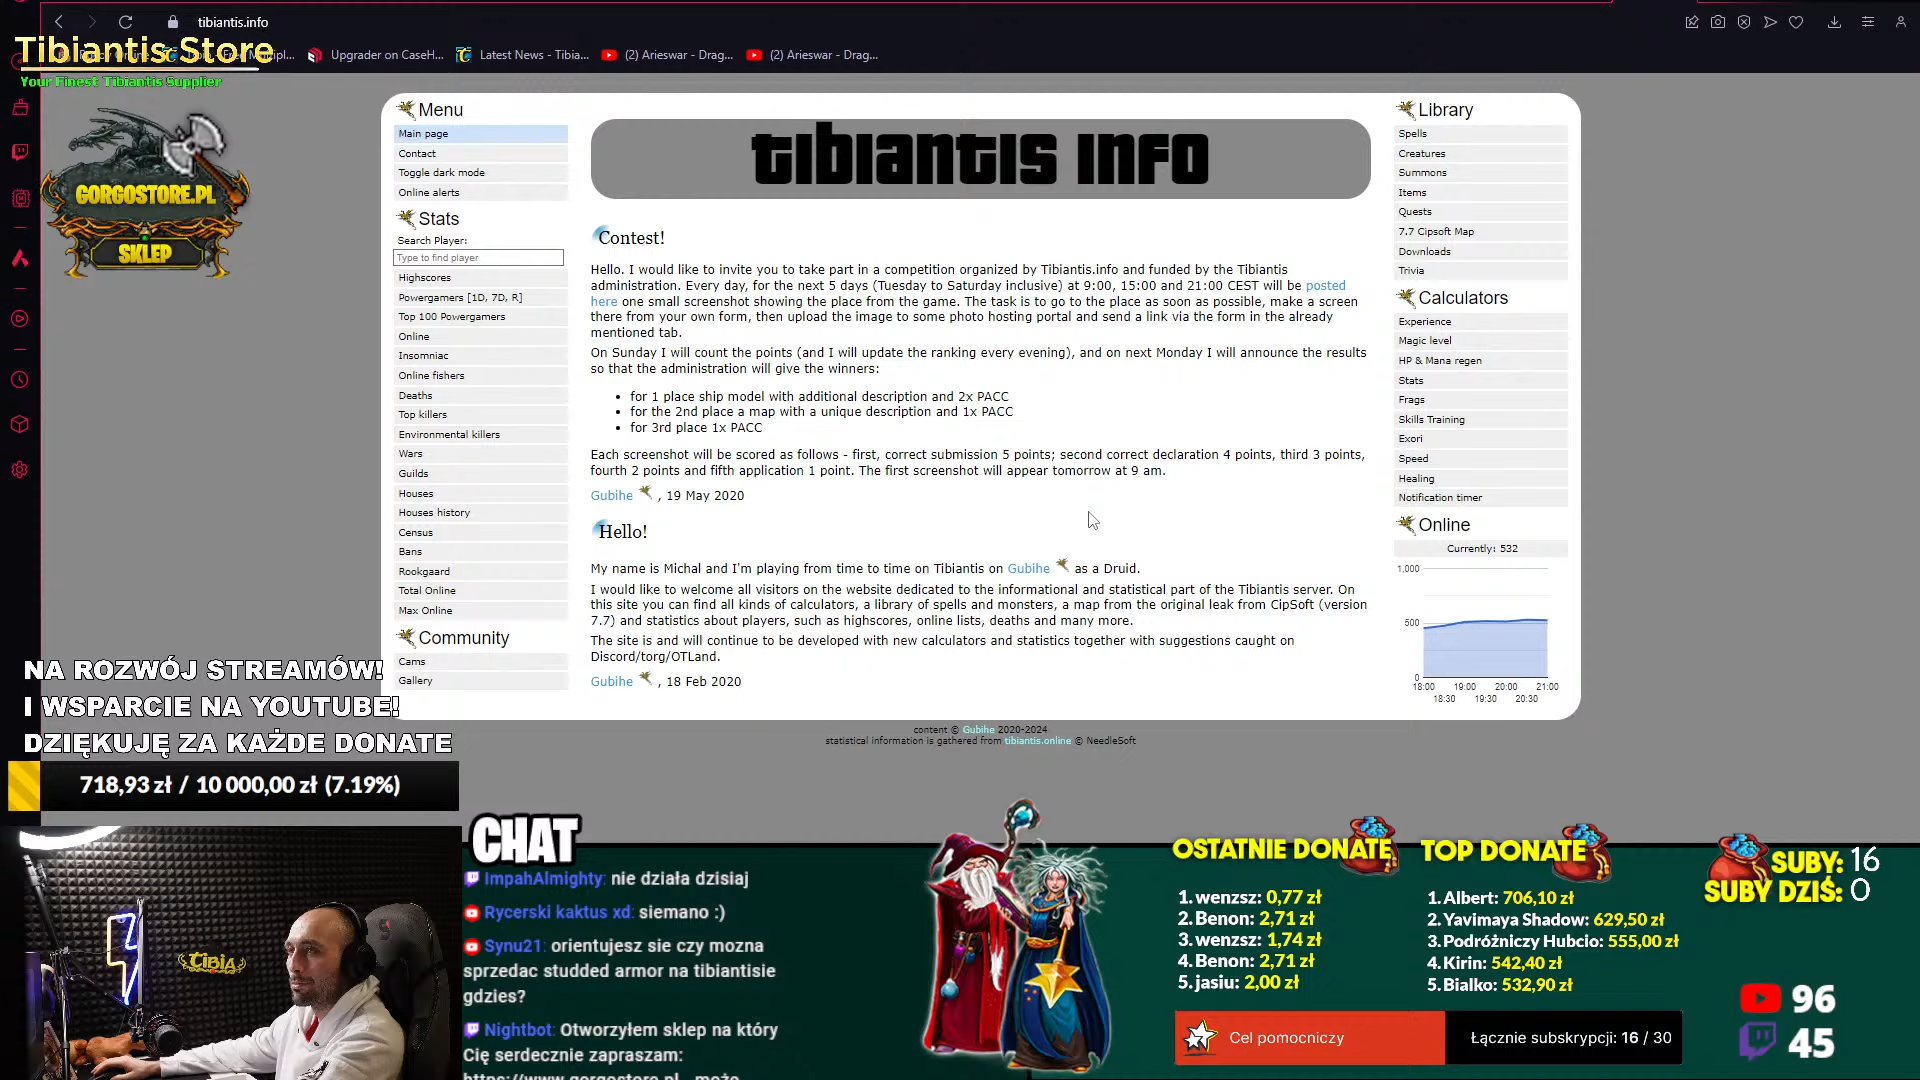 tibiantis.info
Tibiantis Store
Your Finest Tibiantis Supplier
Upgrader on CaseH...
Latest News - Tibia...
(2) Arieswar - Drag...
(2) Arieswar - Drag...
GORGOSTORE.PL
SKLEP
Menu
Main page
Contact
Toggle dark mode
Online alerts
Stats
Search Player:
Type to find player
Highscores
Powergamers [1D, 7D, R]
Top 100 Powergamers
Online
Insomniac
Online fishers
Deaths
Top killers
Environmental killers
Wars
Guilds
Houses
Houses history
Census
Bans
Rookgaard
Total Online
Max Online
Community
Cams
Gallery
tibiantis info
Contest!
Hello. I would like to invite you to take part in a competition organized by Tibiantis.info and funded by the Tibiantis
administration. Every day, for the next 5 days (Tuesday to Saturday inclusive) at 9:00, 15:00 and 21:00 CEST will be posted
here one small screenshot showing the place from the game. The task is to go to the place as soon as possible, make a screen
there from your own form, then upload the image to some photo hosting portal and send a link via the form in the already
mentioned tab.
On Sunday I will count the points (and I will update the ranking every evening), and on next Monday I will announce the results
so that the administration will give the winners:
• for 1 place ship model with additional description and 2x PACC
• for the 2nd place a map with a unique description and 1x PACC
• for 3rd place 1x PACC
Each screenshot will be scored as follows - first, correct submission 5 points; second correct declaration 4 points, third 3 points,
fourth 2 points and fifth application 1 point. The first screenshot will appear tomorrow at 9 am.
Gubihe , 19 May 2020
Hello!
My name is Michal and I'm playing from time to time on Tibiantis on Gubihe as a Druid.
I would like to welcome all visitors on the website dedicated to the informational and statistical part of the Tibiantis server. On
this site you can find all kinds of calculators, a library of spells and monsters, a map from the original leak from CipSoft (version
7.7) and statistics about players, such as highscores, online lists, deaths and many more.
The site is and will continue to be developed with new calculators and statistics together with suggestions caught on
Discord/torg/OTLand.
Gubihe , 18 Feb 2020
content © Gubihe 2020-2024
statistical information is gathered from tibiantis.online © NeedleSoft
Library
Spells
Creatures
Summons
Items
Quests
7.7 Cipsoft Map
Downloads
Trivia
Calculators
Experience
Magic level
HP & Mana regen
Stats
Frags
Skills Training
Exori
Speed
Healing
Notification timer
Online
Currently: 532
1,000
500
0
18:00 19:00 20:00 21:00
18:30 19:30 20:30
NA ROZWÓJ STREAMÓW!
I WSPARCIE NA YOUTUBE!
DZIĘKUJĘ ZA KAŻDE DONATE
718,93 zł / 10 000,00 zł (7.19%)
TIBIA
CHAT
ImpahAlmighty: nie działa dzisiaj
Rycerski kaktus xd: siemano :)
Synu21: orientujesz sie czy mozna
sprzedac studded armor na tibiantisie
gdzies?
Nightbot: Otworzyłem sklep na który
Cię serdecznie zapraszam:
https://www.gorgostore.pl - może
OSTATNIE DONATE
1. wenzsz: 0,77 zł
2. Benon: 2,71 zł
3. wenzsz: 1,74 zł
4. Benon: 2,71 zł
5. jasiu: 2,00 zł
TOP DONATE
1. Albert: 706,10 zł
2. Yavimaya Shadow: 629,50 zł
3. Podróżniczy Hubcio: 555,00 zł
4. Kirin: 542,40 zł
5. Bialko: 532,90 zł
SUBY: 16
SUBY DZIŚ: 0
Cel pomocniczy
Łącznie subskrypcji: 16 / 30
96
45